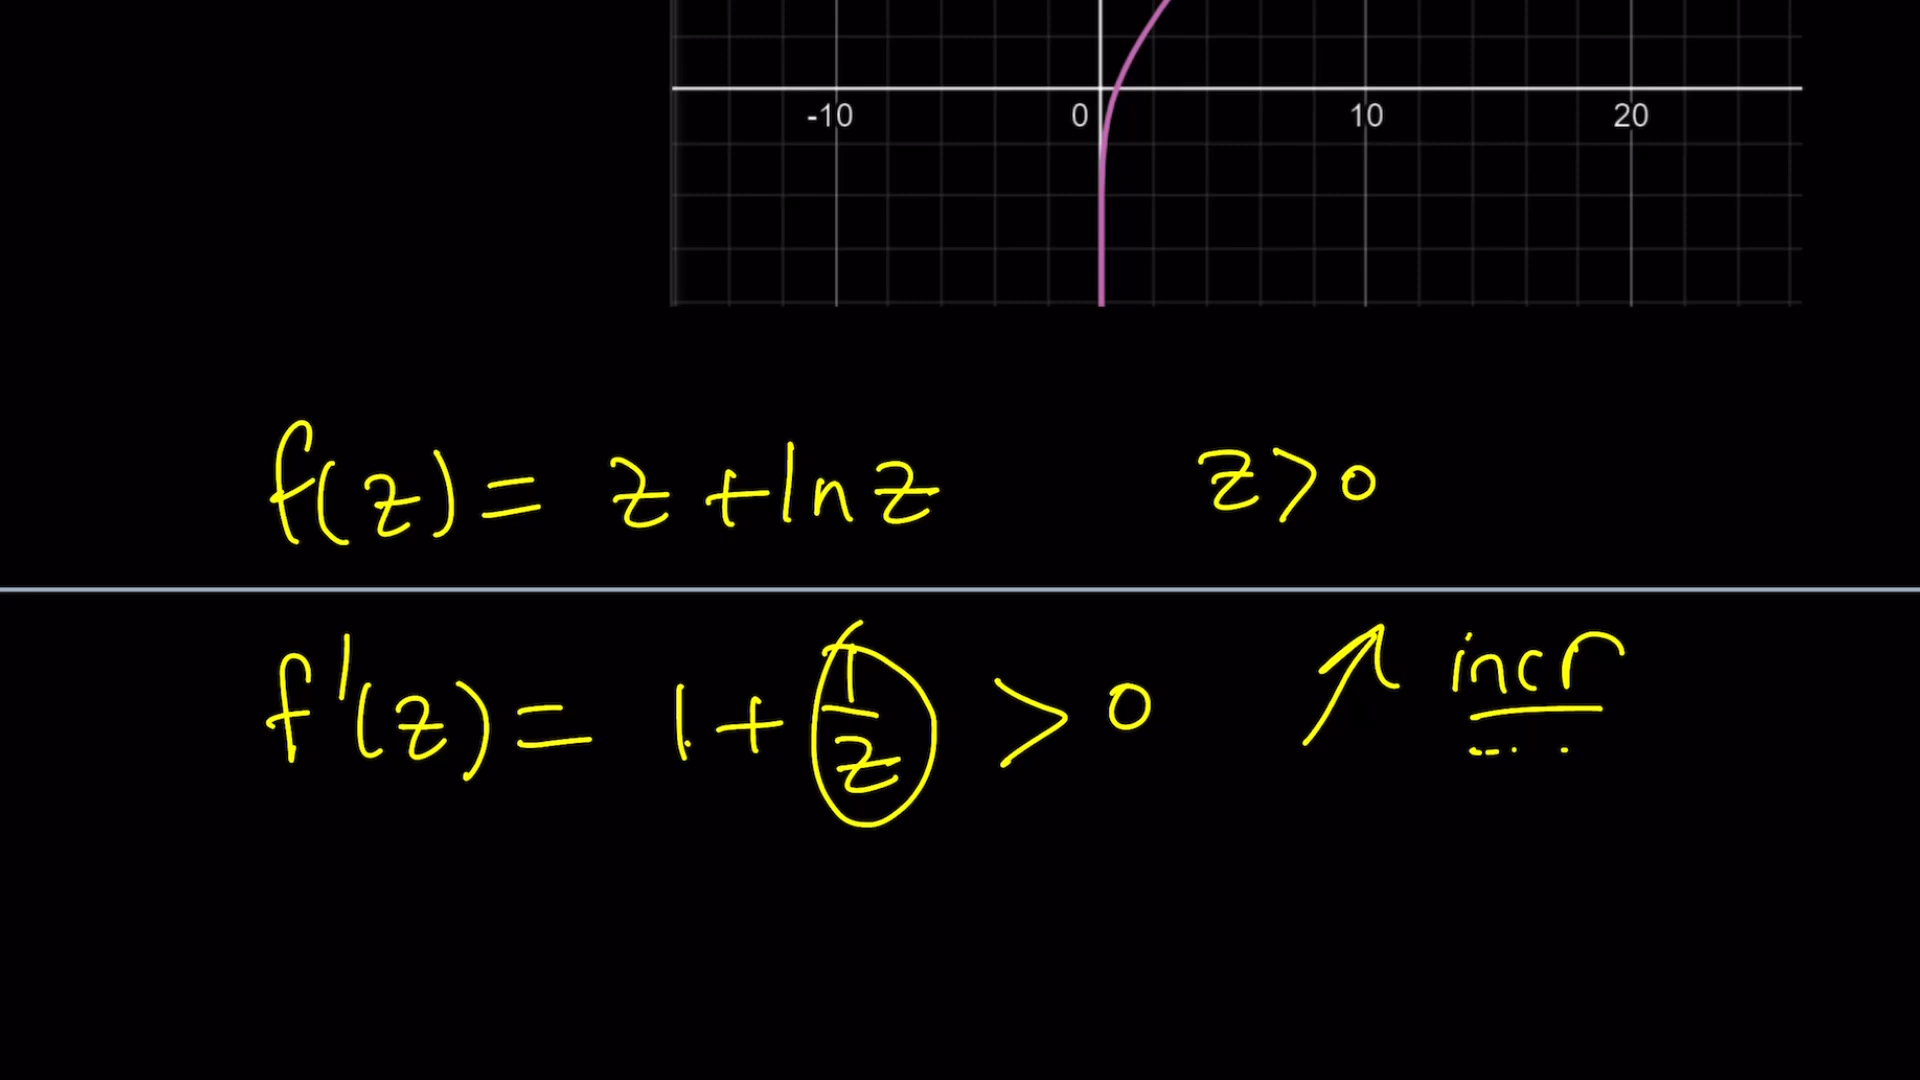 -10 0 10 20
f(z) = z + ln z z > 0
f'(z) = 1 + 1/z > 0 incr